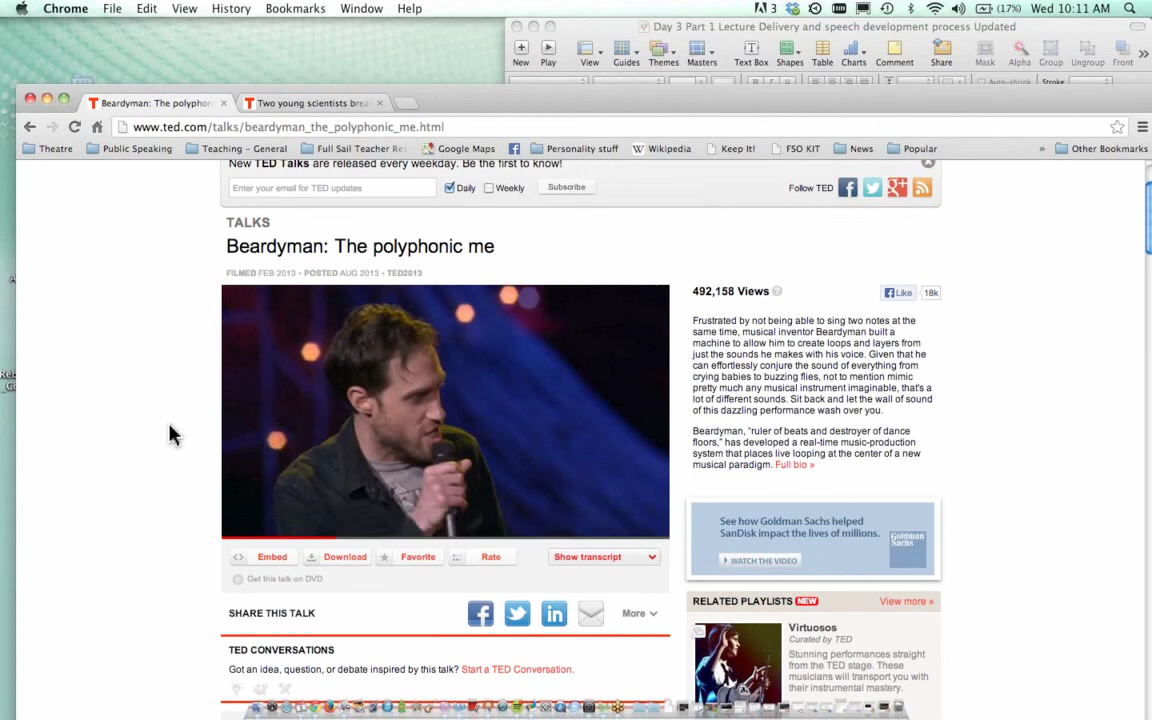 Chrome File Edit View History Bookmarks Window Help
3 (17%) Wed 10:11 AM
Day 3 Part 1 Lecture Delivery and speech development process Updated
New Play View Guides Themes Masters Text Box Shapes Table Charts Comment Share Mask Alpha Group Ungroup Front
Auto-shrink Stroke:
Beardyman: The polyphon
Two young scientists brea
www.ted.com/talks/beardyman_the_polyphonic_me.html
Theatre Public Speaking Teaching – General Full Sail Teacher Res Google Maps Personality stuff Wikipedia Keep It! FSO KIT News Popular » Other Bookmarks
New TED Talks are released every weekday. Be the first to know!
Enter your email for TED updates Daily Weekly Subscribe Follow TED
TALKS
Beardyman: The polyphonic me
FILMED FEB 2013 • POSTED AUG 2013 • TED2013
492,158 Views Like 18k
Frustrated by not being able to sing two notes at the
same time, musical inventor Beardyman built a
machine to allow him to create loops and layers from
just the sounds he makes with his voice. Given that he
can effortlessly conjure the sound of everything from
crying babies to buzzing flies, not to mention mimic
pretty much any musical instrument imaginable, that's a
lot of different sounds. Sit back and let the wall of sound
of this dazzling performance wash over you.
Beardyman, "ruler of beats and destroyer of dance
floors," has developed a real-time music-production
system that places live looping at the center of a new
musical paradigm. Full bio »
See how Goldman Sachs helped
SanDisk impact the lives of millions.
WATCH THE VIDEO
Goldman
Sachs
Embed Download Favorite Rate Show transcript
Get this talk on DVD
SHARE THIS TALK More
RELATED PLAYLISTS NEW View more »
Virtuosos
Curated by TED
Stunning performances straight
from the TED stage. These
musicians will transport you with
their instrumental mastery.
TED CONVERSATIONS
Got an idea, question, or debate inspired by this talk? Start a TED Conversation.